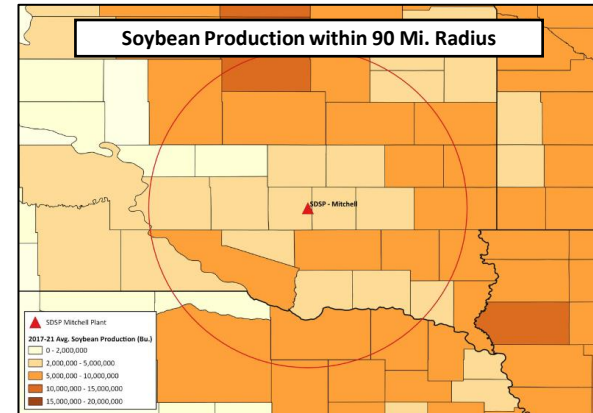 Soybean Production within 90 Mi. Radius
SDSP - Mitchell
SDSP Mitchell Plant
2017-21 Avg. Soybean Production (Bu.)
0 - 2,000,000
2,000,000 - 5,000,000
5,000,000 - 10,000,000
10,000,000 - 15,000,000
15,000,000 - 20,000,000